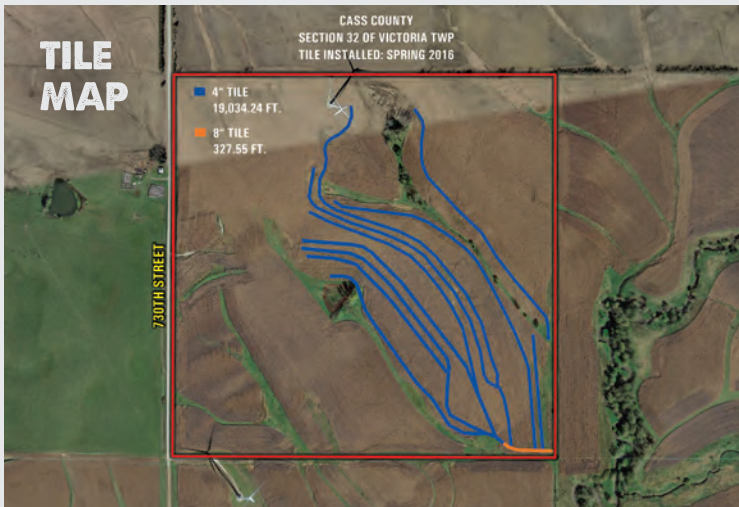 TILE
MAP
CASS COUNTY
SECTION 32 OF VICTORIA TWP
TILE INSTALLED: SPRING 2016
4" TILE
19,034.24 FT.
8" TILE
327.55 FT.
730TH STREET